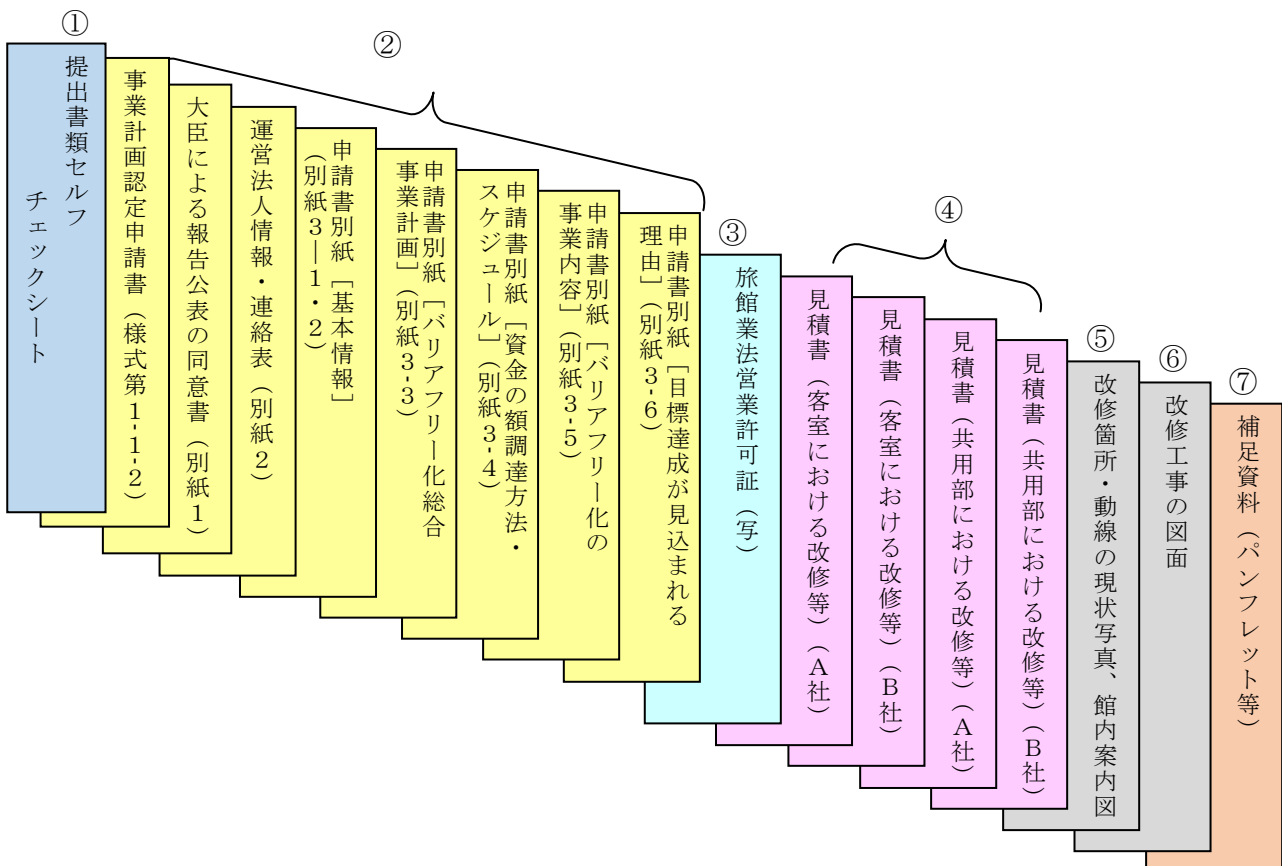 ①
提出書類セルフ
チェックシート
②
事業計画認定申請書（様式第1-1-2）
大臣による報告公表の同意書（別紙1）
運営法人情報・連絡表（別紙2）
申請書別紙［基本情報］
（別紙3―1・2）
申請書別紙［バリアフリー化総合
事業計画］（別紙3-3）
申請書別紙［資金の額調達方法・
スケジュール］（別紙3-4）
申請書別紙［バリアフリー化の
事業内容］（別紙3-5）
申請書別紙［目標達成が見込まれる
理由］（別紙3-6）
③
旅館業法営業許可証（写）
④
見積書（客室における改修等）（A社）
見積書（客室における改修等）（B社）
見積書（共用部における改修等）（A社）
見積書（共用部における改修等）（B社）
⑤
改修箇所・動線の現状写真、館内案内図
⑥
改修工事の図面
⑦
補足資料（パンフレット等）